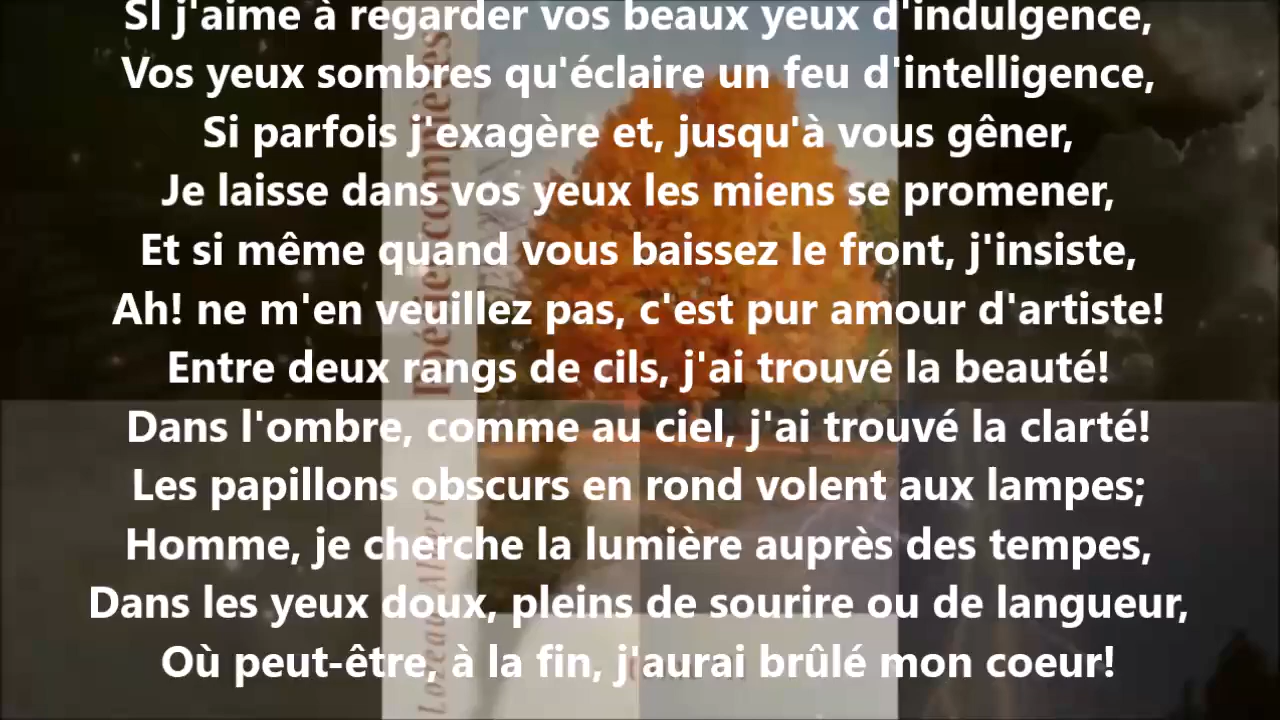 SI j'aime à regarder vos beaux yeux d'indulgence,
Vos yeux sombres qu'éclaire un feu d'intelligence,
Si parfois j'exagère et, jusqu'à vous gêner,
Je laisse dans vos yeux les miens se promener,
Et si même quand vous baissez le front, j'insiste,
Ah! ne m'en veuillez pas, c'est pur amour d'artiste!
Entre deux rangs de cils, j'ai trouvé la beauté!
Dans l'ombre, comme au ciel, j'ai trouvé la clarté!
Les papillons obscurs en rond volent aux lampes;
Homme, je cherche la lumière auprès des tempes,
Dans les yeux doux, pleins de sourire ou de langueur,
Où peut-être, à la fin, j'aurai brûlé mon coeur!